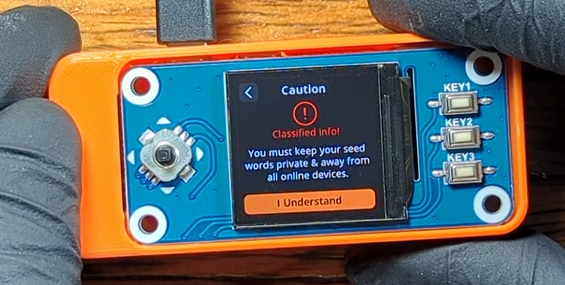 Caution
Classified Info!
You must keep your seed
words private & away from
all online devices.
I Understand
KEY1
KEY2
KEY3